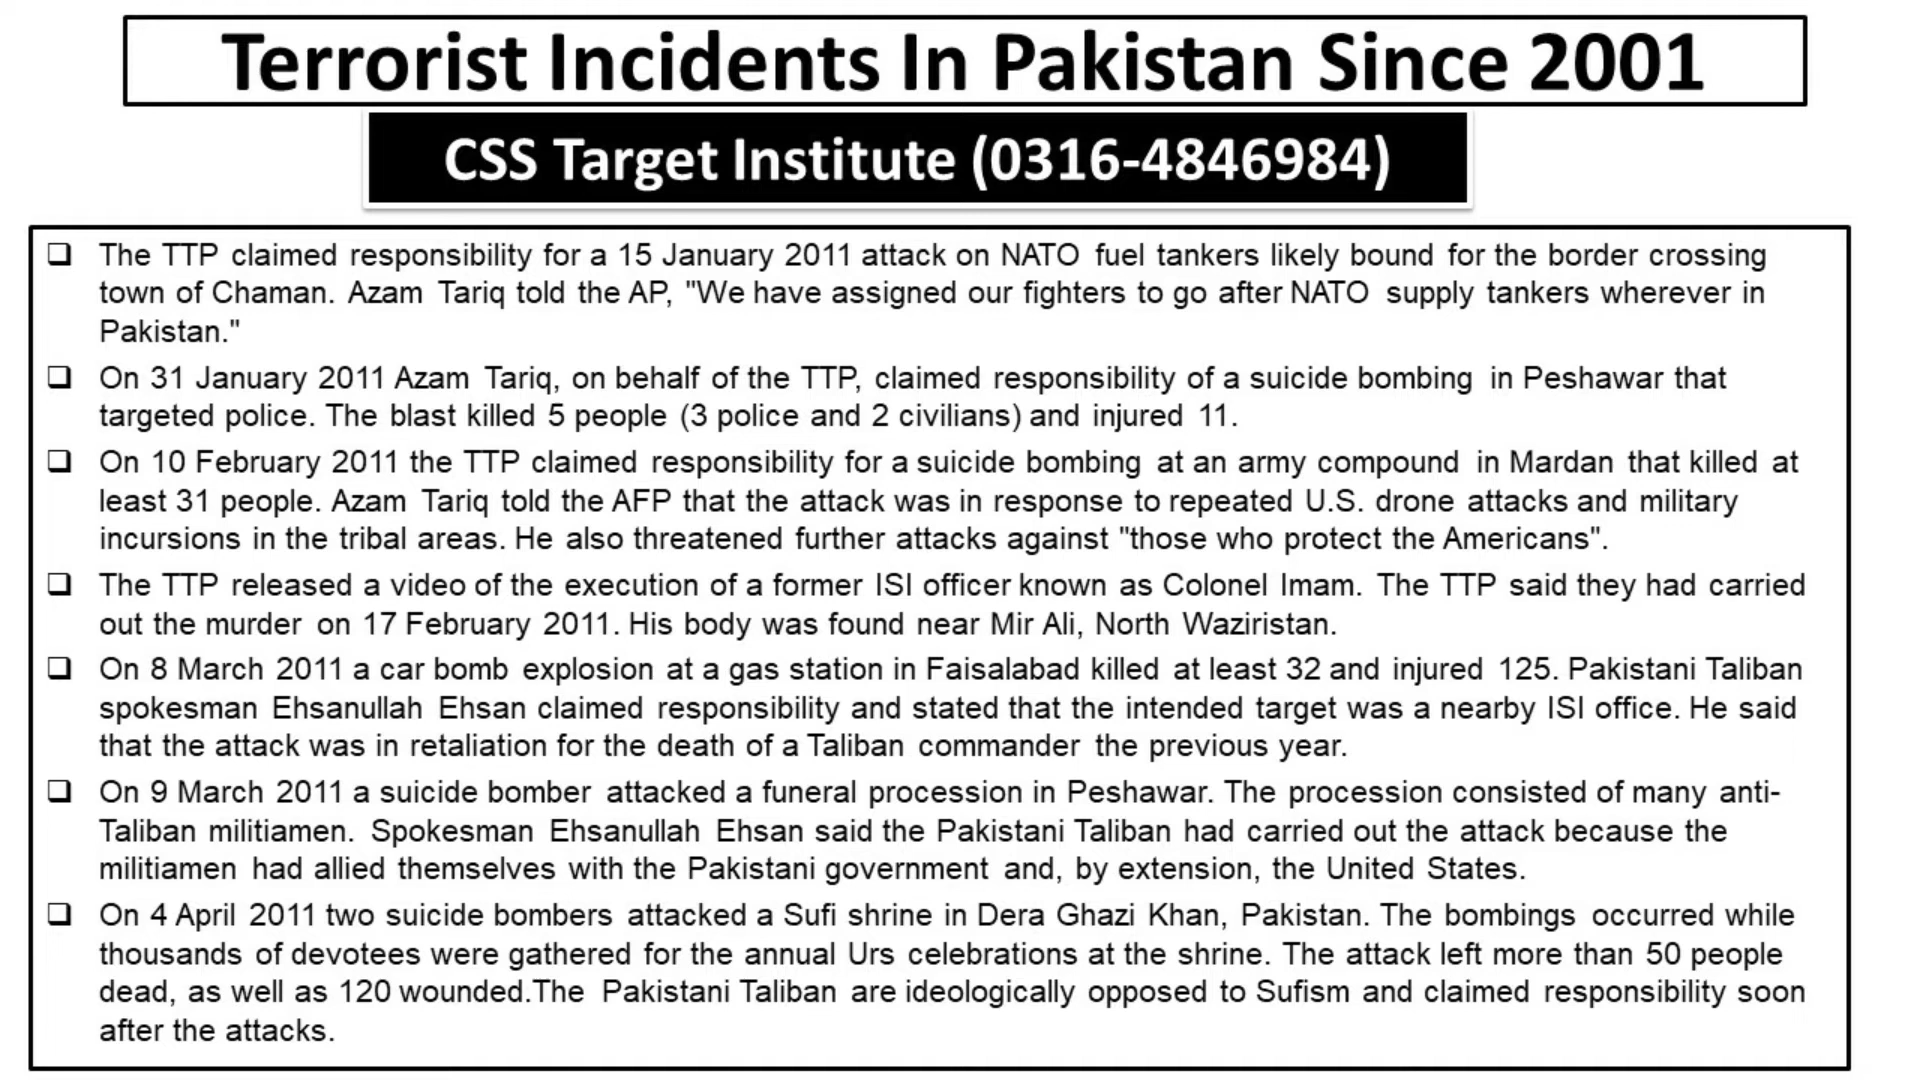 Terrorist Incidents In Pakistan Since 2001
CSS Target Institute (0316-4846984)
❑ The TTP claimed responsibility for a 15 January 2011 attack on NATO fuel tankers likely bound for the border crossing
town of Chaman. Azam Tariq told the AP, "We have assigned our fighters to go after NATO supply tankers wherever in
Pakistan."
❑ On 31 January 2011 Azam Tariq, on behalf of the TTP, claimed responsibility of a suicide bombing in Peshawar that
targeted police. The blast killed 5 people (3 police and 2 civilians) and injured 11.
❑ On 10 February 2011 the TTP claimed responsibility for a suicide bombing at an army compound in Mardan that killed at
least 31 people. Azam Tariq told the AFP that the attack was in response to repeated U.S. drone attacks and military
incursions in the tribal areas. He also threatened further attacks against "those who protect the Americans".
❑ The TTP released a video of the execution of a former ISI officer known as Colonel Imam. The TTP said they had carried
out the murder on 17 February 2011. His body was found near Mir Ali, North Waziristan.
❑ On 8 March 2011 a car bomb explosion at a gas station in Faisalabad killed at least 32 and injured 125. Pakistani Taliban
spokesman Ehsanullah Ehsan claimed responsibility and stated that the intended target was a nearby ISI office. He said
that the attack was in retaliation for the death of a Taliban commander the previous year.
❑ On 9 March 2011 a suicide bomber attacked a funeral procession in Peshawar. The procession consisted of many anti-
Taliban militiamen. Spokesman Ehsanullah Ehsan said the Pakistani Taliban had carried out the attack because the
militiamen had allied themselves with the Pakistani government and, by extension, the United States.
❑ On 4 April 2011 two suicide bombers attacked a Sufi shrine in Dera Ghazi Khan, Pakistan. The bombings occurred while
thousands of devotees were gathered for the annual Urs celebrations at the shrine. The attack left more than 50 people
dead, as well as 120 wounded.The Pakistani Taliban are ideologically opposed to Sufism and claimed responsibility soon
after the attacks.